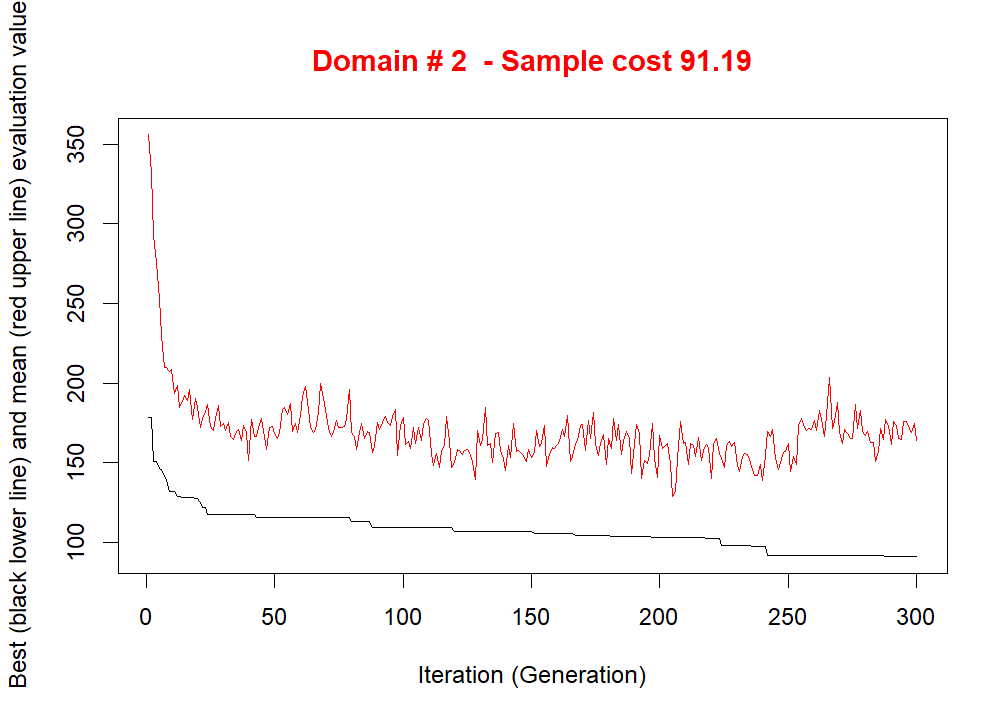 Domain # 2  - Sample cost 91.19
Best (black lower line) and mean (red upper line) evaluation value
350
300
250
200
150
100
0 50 100 150 200 250 300
Iteration (Generation)